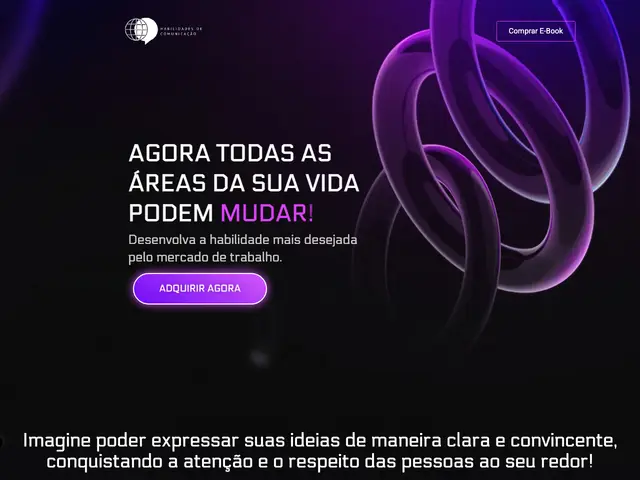 HABILIDADES DE
COMUNICAÇÃO
Comprar E-Book
AGORA TODAS AS
ÁREAS DA SUA VIDA
PODEM MUDAR!
Desenvolva a habilidade mais desejada
pelo mercado de trabalho.
ADQUIRIR AGORA
Imagine poder expressar suas ideias de maneira clara e convincente,
conquistando a atenção e o respeito das pessoas ao seu redor!